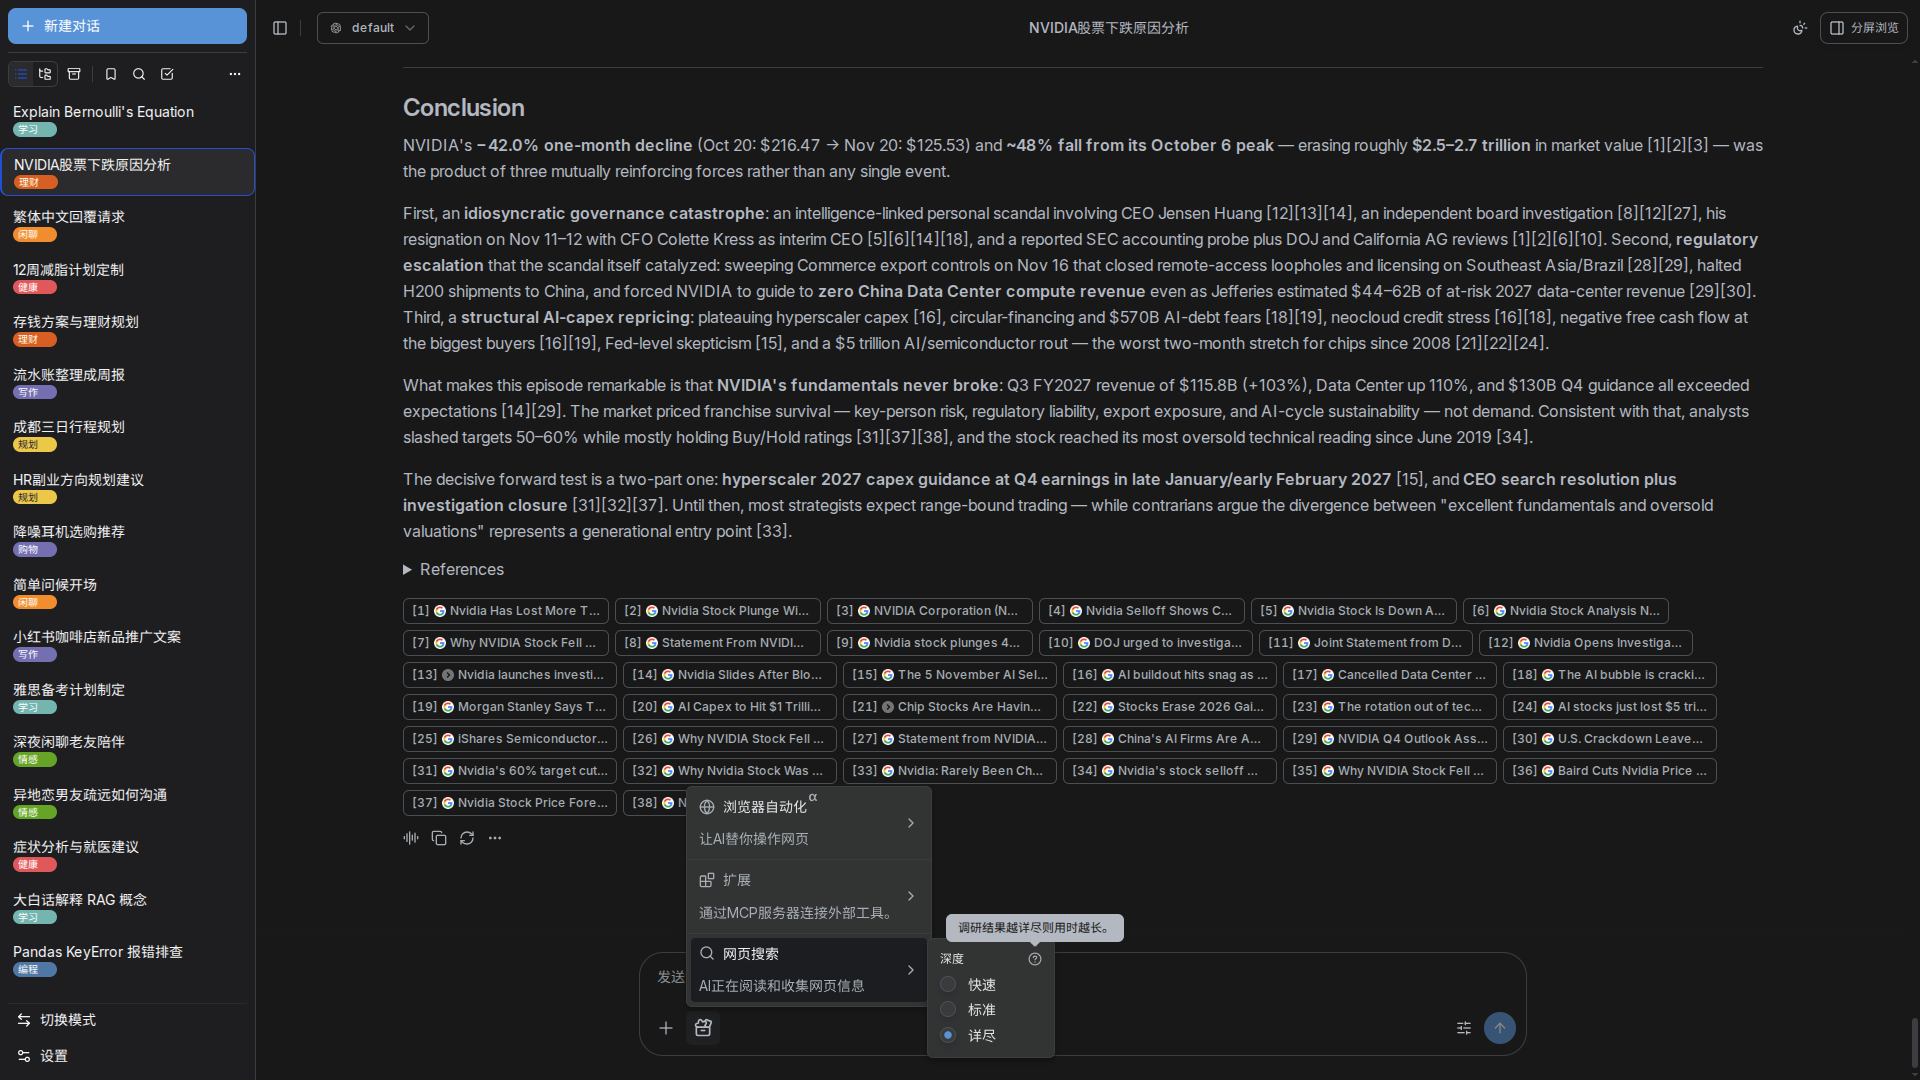 新建对话
Explain Bernoulli's Equation
学习
NVIDIA股票下跌原因分析
理财
繁体中文回覆请求
闲聊
12周减脂计划定制
健康
存钱方案与理财规划
理财
流水账整理成周报
写作
成都三日行程规划
规划
HR副业方向规划建议
规划
降噪耳机选购推荐
购物
简单问候开场
闲聊
小红书咖啡店新品推广文案
写作
雅思备考计划制定
学习
深夜闲聊老友陪伴
情感
异地恋男友疏远如何沟通
情感
症状分析与就医建议
健康
大白话解释 RAG 概念
学习
Pandas KeyError 报错排查
编程
切换模式
设置
default
NVIDIA股票下跌原因分析
分屏浏览
Conclusion
NVIDIA's −42.0% one-month decline (Oct 20: $216.47 → Nov 20: $125.53) and ~48% fall from its October 6 peak — erasing roughly $2.5–2.7 trillion in market value [1][2][3] — was
the product of three mutually reinforcing forces rather than any single event.
First, an idiosyncratic governance catastrophe: an intelligence-linked personal scandal involving CEO Jensen Huang [12][13][14], an independent board investigation [8][12][27], his
resignation on Nov 11–12 with CFO Colette Kress as interim CEO [5][6][14][18], and a reported SEC accounting probe plus DOJ and California AG reviews [1][2][6][10]. Second, regulatory
escalation that the scandal itself catalyzed: sweeping Commerce export controls on Nov 16 that closed remote-access loopholes and licensing on Southeast Asia/Brazil [28][29], halted
H200 shipments to China, and forced NVIDIA to guide to zero China Data Center compute revenue even as Jefferies estimated $44–62B of at-risk 2027 data-center revenue [29][30].
Third, a structural AI-capex repricing: plateauing hyperscaler capex [16], circular-financing and $570B AI-debt fears [18][19], neocloud credit stress [16][18], negative free cash flow at
the biggest buyers [16][19], Fed-level skepticism [15], and a $5 trillion AI/semiconductor rout — the worst two-month stretch for chips since 2008 [21][22][24].
What makes this episode remarkable is that NVIDIA's fundamentals never broke: Q3 FY2027 revenue of $115.8B (+103%), Data Center up 110%, and $130B Q4 guidance all exceeded
expectations [14][29]. The market priced franchise survival — key-person risk, regulatory liability, export exposure, and AI-cycle sustainability — not demand. Consistent with that, analysts
slashed targets 50–60% while mostly holding Buy/Hold ratings [31][37][38], and the stock reached its most oversold technical reading since June 2019 [34].
The decisive forward test is a two-part one: hyperscaler 2027 capex guidance at Q4 earnings in late January/early February 2027 [15], and CEO search resolution plus
investigation closure [31][32][37]. Until then, most strategists expect range-bound trading — while contrarians argue the divergence between "excellent fundamentals and oversold
valuations" represents a generational entry point [33].
References
[1] Nvidia Has Lost More T... [2] Nvidia Stock Plunge Wi... [3] NVIDIA Corporation (N... [4] Nvidia Selloff Shows C... [5] Nvidia Stock Is Down A... [6] Nvidia Stock Analysis N...
[7] Why NVIDIA Stock Fell ... [8] Statement From NVIDI... [9] Nvidia stock plunges 4... [10] DOJ urged to investiga... [11] Joint Statement from D... [12] Nvidia Opens Investiga...
[13] Nvidia launches investi... [14] Nvidia Slides After Blo... [15] The 5 November AI Sel... [16] AI buildout hits snag as ... [17] Cancelled Data Center ... [18] The AI bubble is cracki...
[19] Morgan Stanley Says T... [20] AI Capex to Hit $1 Trilli... [21] Chip Stocks Are Havin... [22] Stocks Erase 2026 Gai... [23] The rotation out of tec... [24] AI stocks just lost $5 tri...
[25] iShares Semiconductor... [26] Why NVIDIA Stock Fell ... [27] Statement from NVIDIA... [28] China's AI Firms Are A... [29] NVIDIA Q4 Outlook Ass... [30] U.S. Crackdown Leave...
[31] Nvidia's 60% target cut... [32] Why Nvidia Stock Was ... [33] Nvidia: Rarely Been Ch... [34] Nvidia's stock selloff ... [35] Why NVIDIA Stock Fell ... [36] Baird Cuts Nvidia Price ...
[37] Nvidia Stock Price Fore... [38] N
浏览器自动化 α
让AI替你操作网页
扩展
通过MCP服务器连接外部工具。
网页搜索
AI正在阅读和收集网页信息
发送
调研结果越详尽则用时越长。
深度
快速
标准
详尽